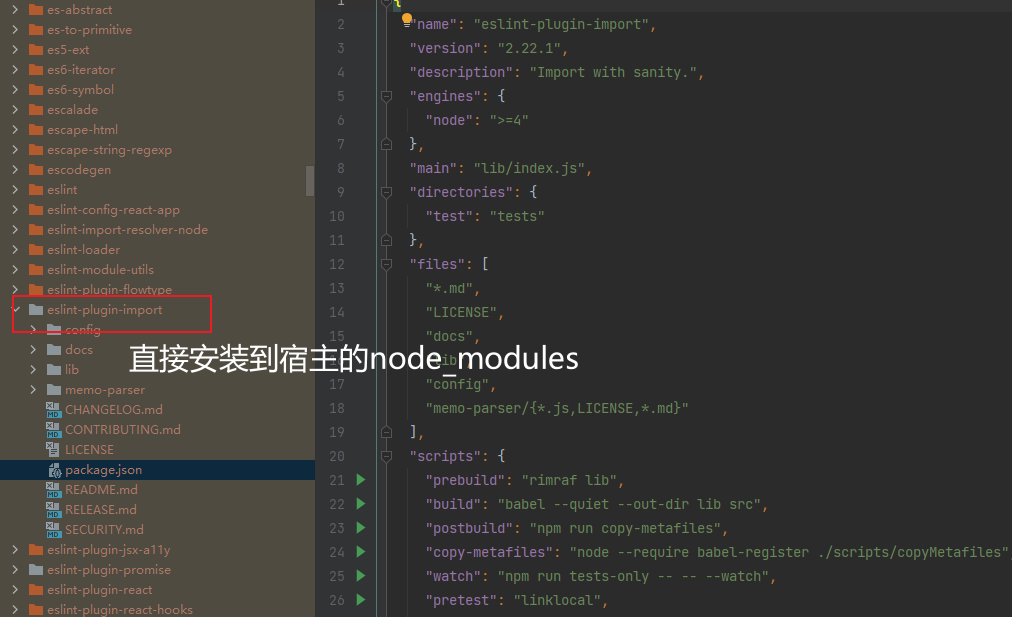 es-abstract
es-to-primitive
es5-ext
es6-iterator
es6-symbol
escalade
escape-html
escape-string-regexp
escodegen
eslint
eslint-config-react-app
eslint-import-resolver-node
eslint-loader
eslint-module-utils
eslint-plugin-flowtype
eslint-plugin-import
config
docs
lib
memo-parser
CHANGELOG.md
CONTRIBUTING.md
LICENSE
package.json
README.md
RELEASE.md
SECURITY.md
eslint-plugin-jsx-a11y
eslint-plugin-promise
eslint-plugin-react
eslint-plugin-react-hooks
直接安装到宿主的node_modules
1 {
2 "name": "eslint-plugin-import",
3 "version": "2.22.1",
4 "description": "Import with sanity.",
5 "engines": {
6 "node": ">=4"
7 },
8 "main": "lib/index.js",
9 "directories": {
10 "test": "tests"
11 },
12 "files": [
13 "*.md",
14 "LICENSE",
15 "docs",
lib
17 "config",
18 "memo-parser/{*.js,LICENSE,*.md}"
19 ],
20 "scripts": {
21 "prebuild": "rimraf lib",
22 "build": "babel --quiet --out-dir lib src",
23 "postbuild": "npm run copy-metafiles",
24 "copy-metafiles": "node --require babel-register ./scripts/copyMetafiles"
25 "watch": "npm run tests-only -- -- --watch",
26 "pretest": "linklocal",